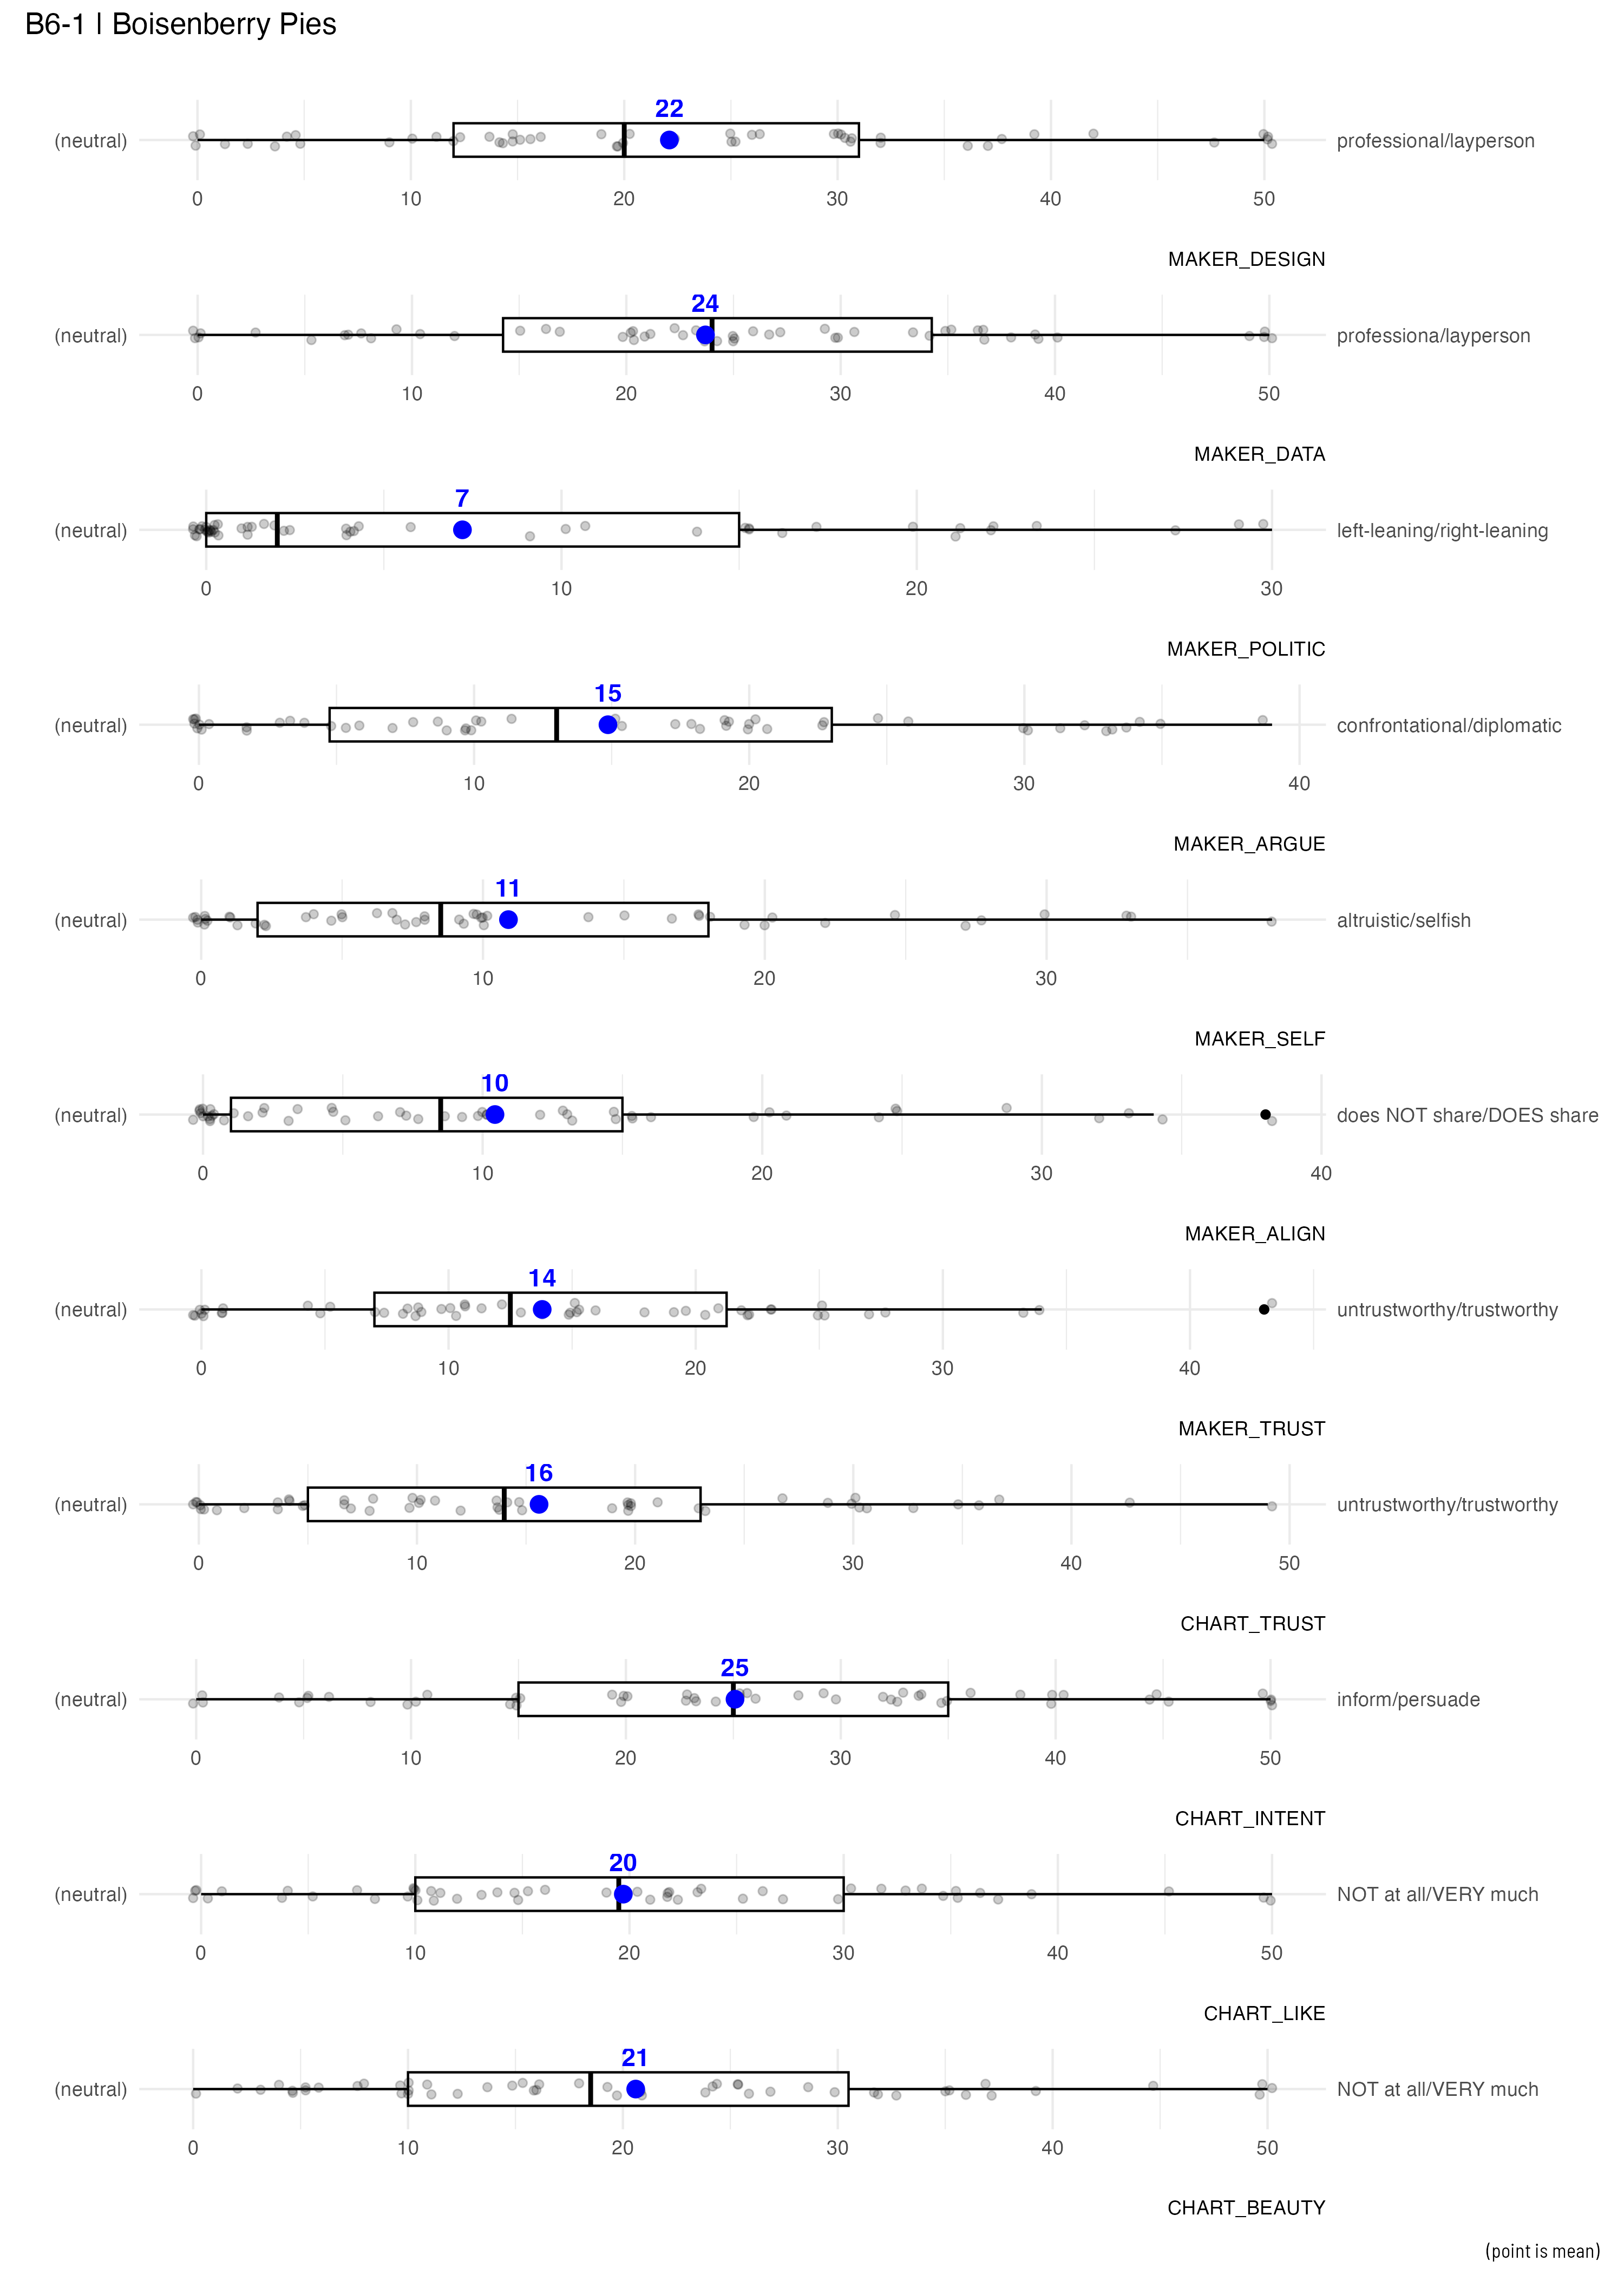 B6-1 | Boisenberry Pies
22
(neutral) professional/layperson
0 10 20 30 40 50
MAKER_DESIGN
24
(neutral) professiona/layperson
0 10 20 30 40 50
MAKER_DATA
7
(neutral) left-leaning/right-leaning
0 10 20 30
MAKER_POLITIC
15
(neutral) confrontational/diplomatic
0 10 20 30 40
MAKER_ARGUE
11
(neutral) altruistic/selfish
0 10 20 30
MAKER_SELF
10
(neutral) does NOT share/DOES share
0 10 20 30 40
MAKER_ALIGN
14
(neutral) untrustworthy/trustworthy
0 10 20 30 40
MAKER_TRUST
16
(neutral) untrustworthy/trustworthy
0 10 20 30 40 50
CHART_TRUST
25
(neutral) inform/persuade
0 10 20 30 40 50
CHART_INTENT
20
(neutral) NOT at all/VERY much
0 10 20 30 40 50
CHART_LIKE
21
(neutral) NOT at all/VERY much
0 10 20 30 40 50
CHART_BEAUTY
(point is mean)